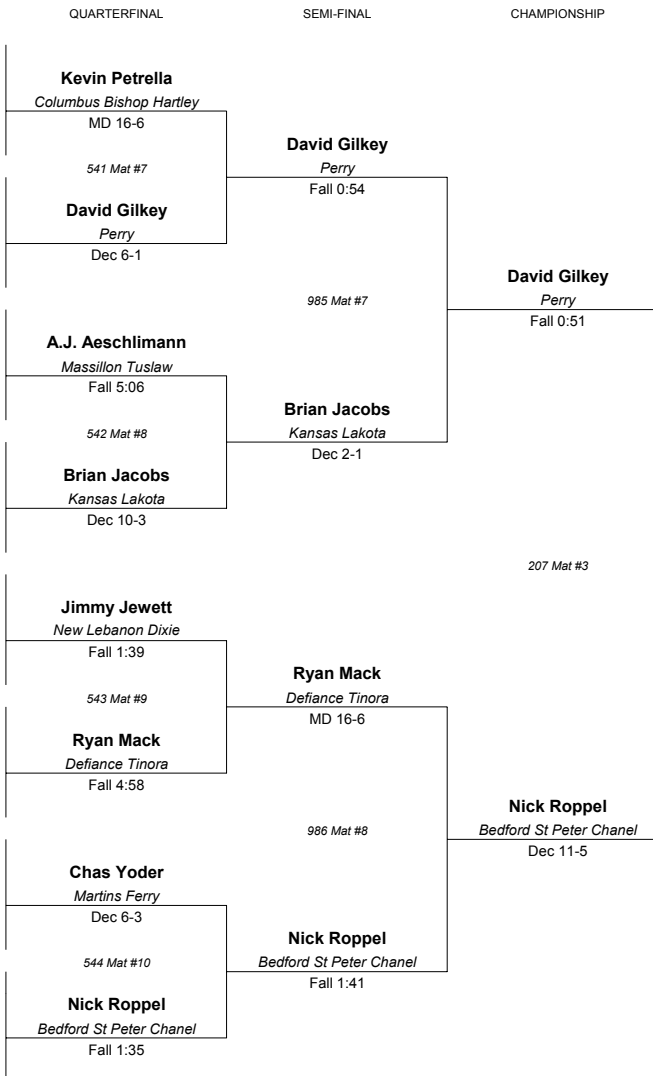 QUARTERFINAL SEMI-FINAL CHAMPIONSHIP
Kevin Petrella
Columbus Bishop Hartley
MD 16-6
541 Mat #7
David Gilkey
Perry
Dec 6-1
David Gilkey
Perry
Fall 0:54
985 Mat #7
A.J. Aeschlimann
Massillon Tuslaw
Fall 5:06
542 Mat #8
Brian Jacobs
Kansas Lakota
Dec 10-3
Brian Jacobs
Kansas Lakota
Dec 2-1
David Gilkey
Perry
Fall 0:51
207 Mat #3
Jimmy Jewett
New Lebanon Dixie
Fall 1:39
543 Mat #9
Ryan Mack
Defiance Tinora
Fall 4:58
Ryan Mack
Defiance Tinora
MD 16-6
986 Mat #8
Chas Yoder
Martins Ferry
Dec 6-3
544 Mat #10
Nick Roppel
Bedford St Peter Chanel
Fall 1:35
Nick Roppel
Bedford St Peter Chanel
Fall 1:41
Nick Roppel
Bedford St Peter Chanel
Dec 11-5